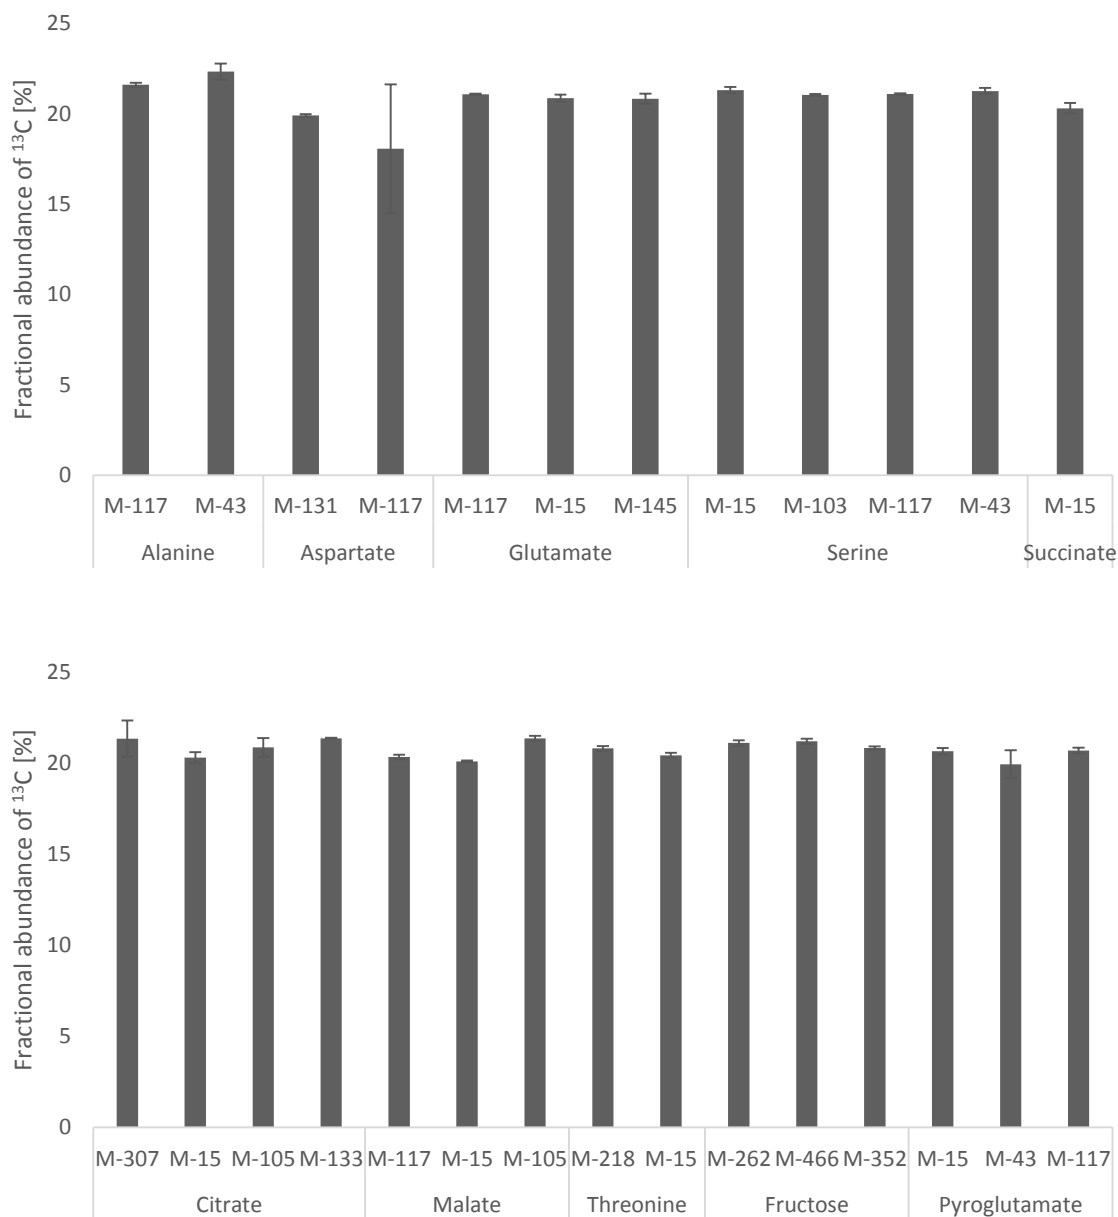 25
20
15
10
5
0
Fractional abundance of ¹³C [%]
M-117 M-43 M-131 M-117 M-117 M-15 M-145 M-15 M-103 M-117 M-43 M-15
Alanine Aspartate Glutamate Serine Succinate
25
20
15
10
5
0
Fractional abundance of ¹³C [%]
M-307 M-15 M-105 M-133 M-117 M-15 M-105 M-218 M-15 M-262 M-466 M-352 M-15 M-43 M-117
Citrate Malate Threonine Fructose Pyroglutamate